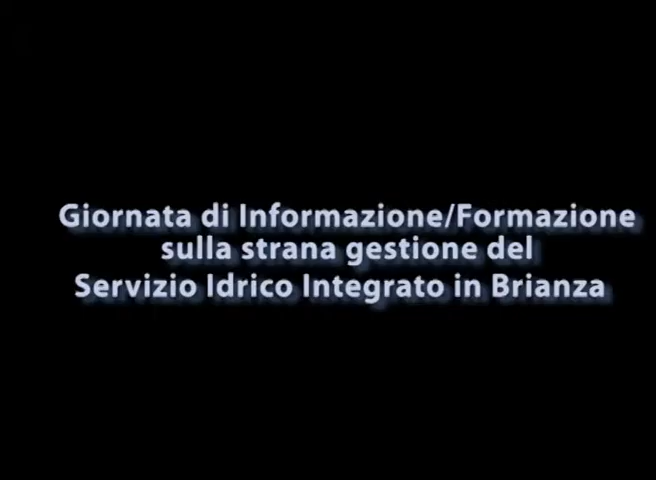 Giornata di Informazione/Formazione
sulla strana gestione del
Servizio Idrico Integrato in Brianza